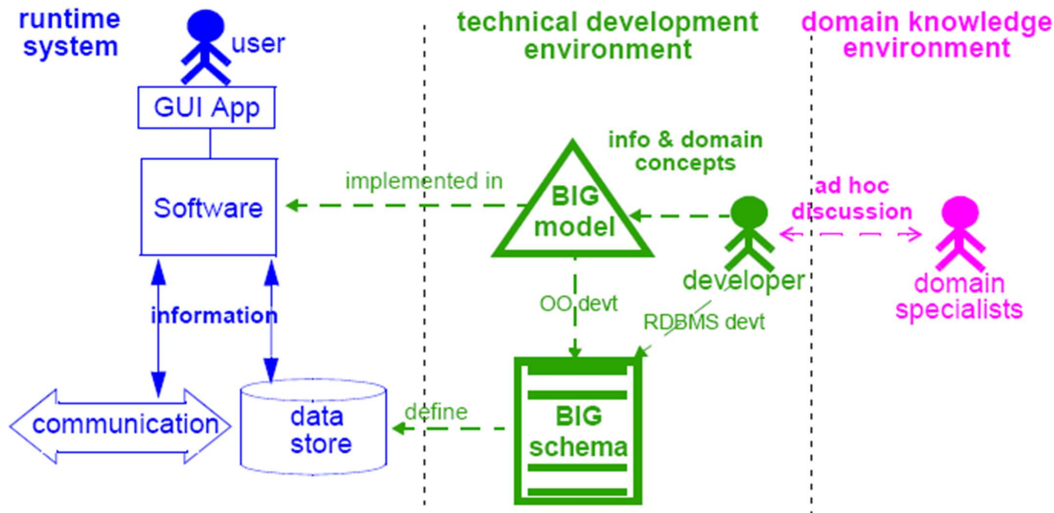 runtime
system
user
GUI App
Software
information
communication
data
store
technical development
environment
implemented in
BIG
model
info & domain
concepts
developer
OO devt
RDBMS devt
define
BIG
schema
domain knowledge
environment
ad hoc
discussion
domain
specialists